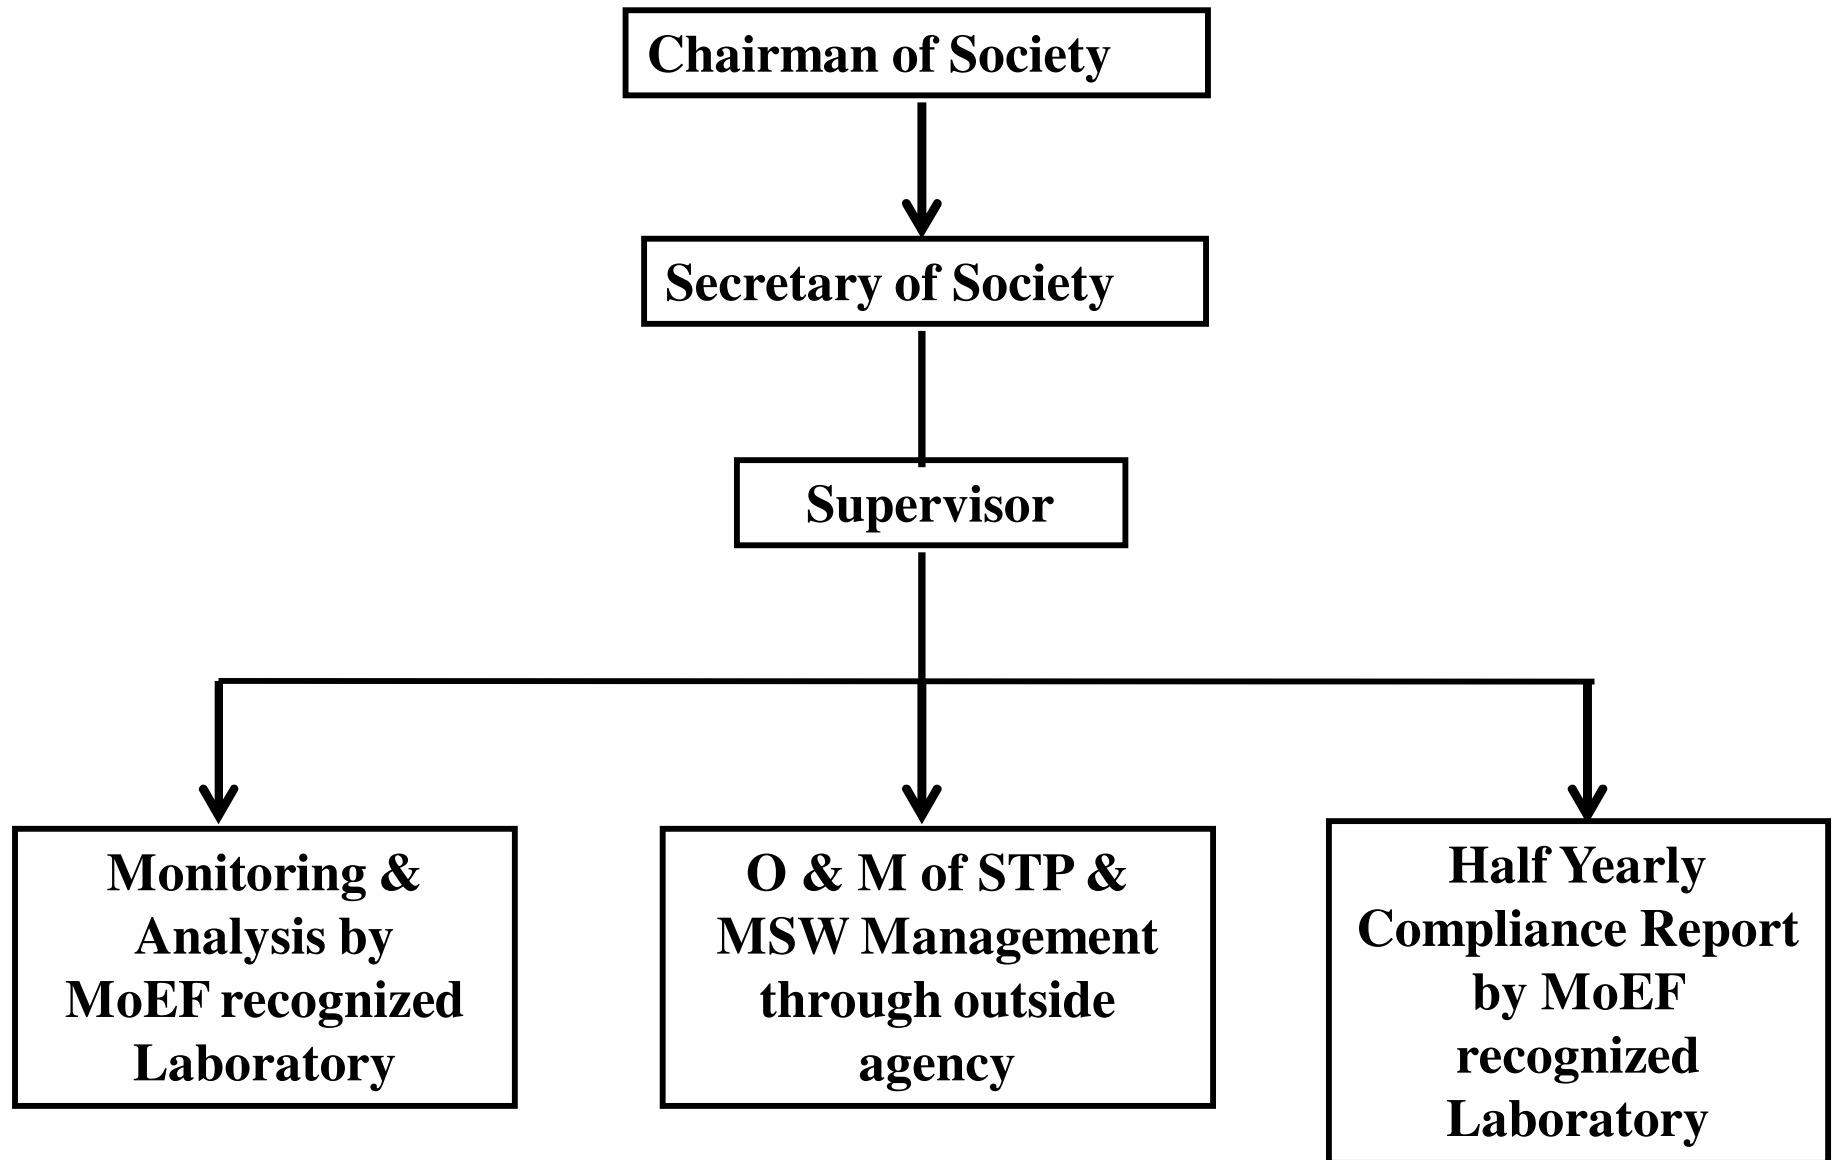 Chairman of Society
Secretary of Society
Supervisor
Monitoring &
Analysis by
MoEF recognized
Laboratory
O & M of STP &
MSW Management
through outside
agency
Half Yearly
Compliance Report
by MoEF
recognized
Laboratory